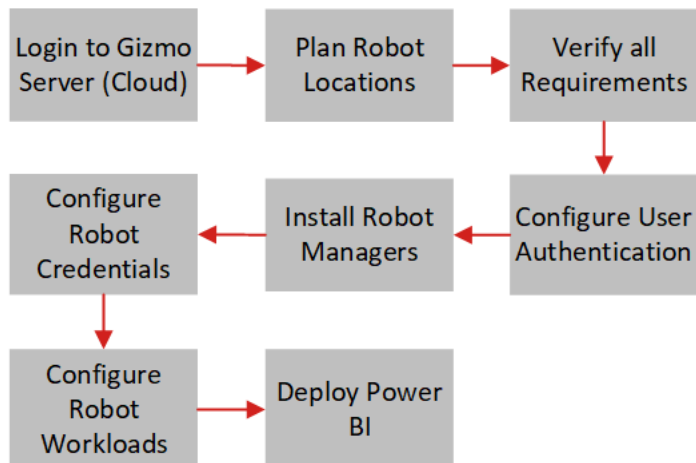 Login to Gizmo
Server (Cloud)
Plan Robot
Locations
Verify all
Requirements
Configure User
Authentication
Install Robot
Managers
Configure
Robot
Credentials
Configure
Robot
Workloads
Deploy Power
BI